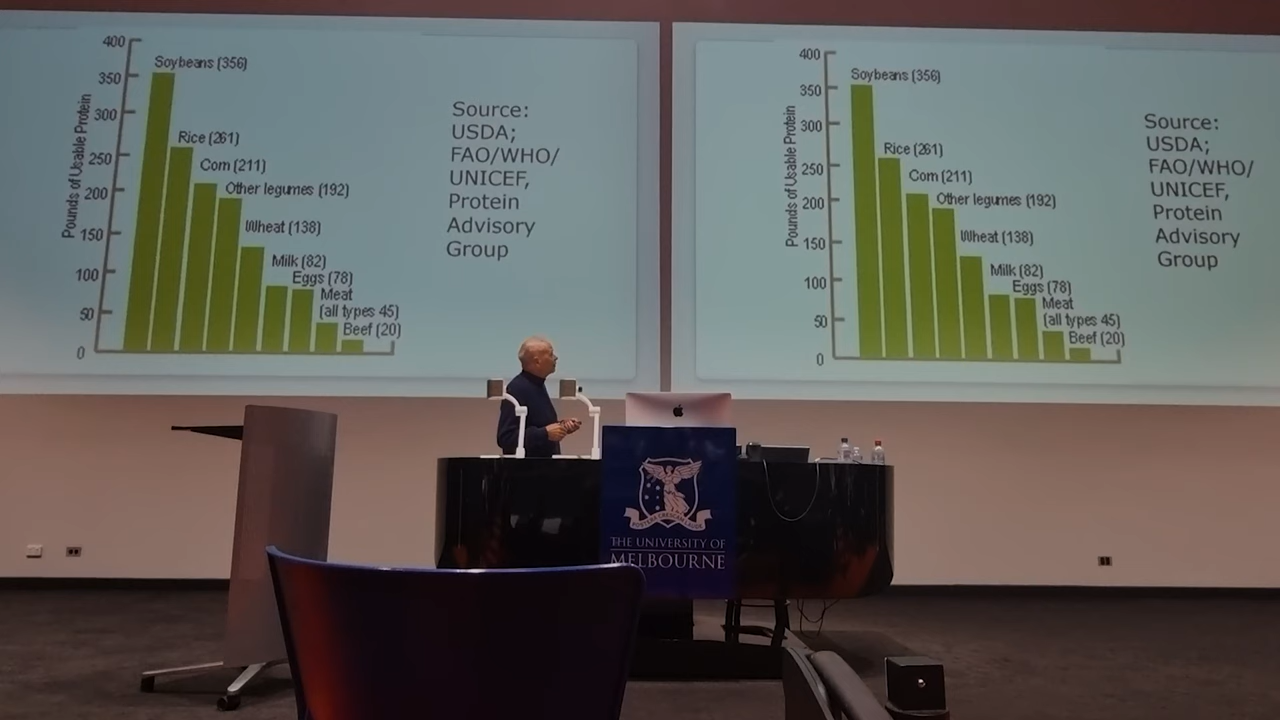 400
350
300
250
200
150
100
50
0
Pounds of Usable Protein
Soybeans (356)
Rice (261)
Corn (211)
Other legumes (192)
Wheat (138)
Milk (82)
Eggs (78)
Meat
(all types 45)
Beef (20)
Source:
USDA;
FAO/WHO/
UNICEF,
Protein
Advisory
Group
400
350
300
250
200
150
100
50
0
Pounds of Usable Protein
Soybeans (356)
Rice (261)
Corn (211)
Other legumes (192)
Wheat (138)
Milk (82)
Eggs (78)
Meat
(all types 45)
Beef (20)
Source:
USDA;
FAO/WHO/
UNICEF,
Protein
Advisory
Group
POSTERA CRESCAM LAUDE
THE UNIVERSITY OF
MELBOURNE